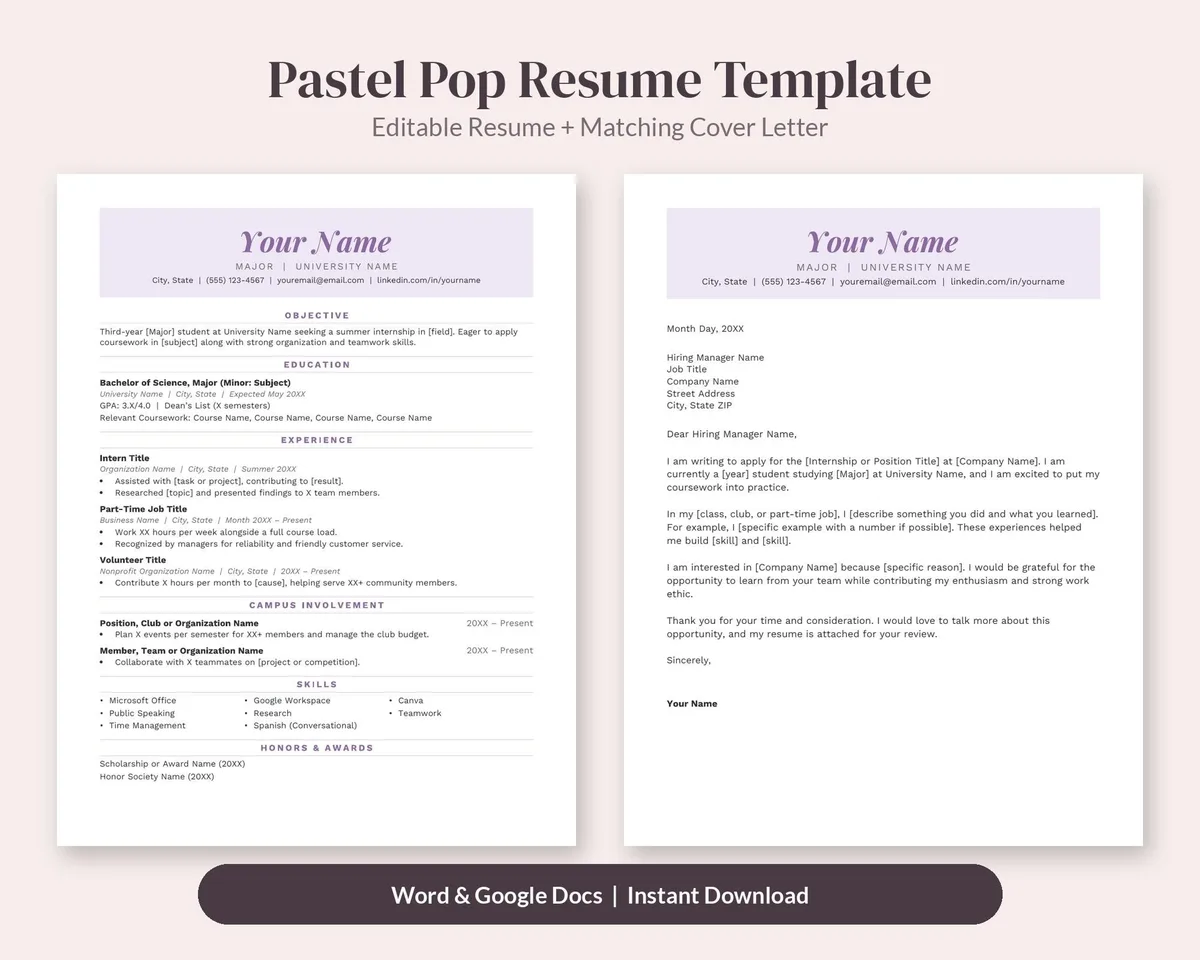 Pastel Pop Resume Template
Editable Resume + Matching Cover Letter
Your Name
MAJOR | UNIVERSITY NAME
City, State | (555) 123-4567 | youremail@email.com | linkedin.com/in/yourname
OBJECTIVE
Third-year [Major] student at University Name seeking a summer internship in [field]. Eager to apply
coursework in [subject] along with strong organization and teamwork skills.
EDUCATION
Bachelor of Science, Major (Minor: Subject)
University Name | City, State | Expected May 20XX
GPA: 3.X/4.0 | Dean's List (X semesters)
Relevant Coursework: Course Name, Course Name, Course Name, Course Name
EXPERIENCE
Intern Title
Organization Name | City, State | Summer 20XX
• Assisted with [task or project], contributing to [result].
• Researched [topic] and presented findings to X team members.
Part-Time Job Title
Business Name | City, State | Month 20XX – Present
• Work XX hours per week alongside a full course load.
• Recognized by managers for reliability and friendly customer service.
Volunteer Title
Nonprofit Organization Name | City, State | 20XX – Present
• Contribute X hours per month to [cause], helping serve XX+ community members.
CAMPUS INVOLVEMENT
Position, Club or Organization Name 20XX – Present
• Plan X events per semester for XX+ members and manage the club budget.
Member, Team or Organization Name 20XX – Present
• Collaborate with X teammates on [project or competition].
SKILLS
• Microsoft Office • Google Workspace • Canva
• Public Speaking • Research • Teamwork
• Time Management • Spanish (Conversational)
HONORS & AWARDS
Scholarship or Award Name (20XX)
Honor Society Name (20XX)
Your Name
MAJOR | UNIVERSITY NAME
City, State | (555) 123-4567 | youremail@email.com | linkedin.com/in/yourname
Month Day, 20XX
Hiring Manager Name
Job Title
Company Name
Street Address
City, State ZIP
Dear Hiring Manager Name,
I am writing to apply for the [Internship or Position Title] at [Company Name]. I am
currently a [year] student studying [Major] at University Name, and I am excited to put my
coursework into practice.
In my [class, club, or part-time job], I [describe something you did and what you learned].
For example, I [specific example with a number if possible]. These experiences helped
me build [skill] and [skill].
I am interested in [Company Name] because [specific reason]. I would be grateful for the
opportunity to learn from your team while contributing my enthusiasm and strong work
ethic.
Thank you for your time and consideration. I would love to talk more about this
opportunity, and my resume is attached for your review.
Sincerely,
Your Name
Word & Google Docs | Instant Download